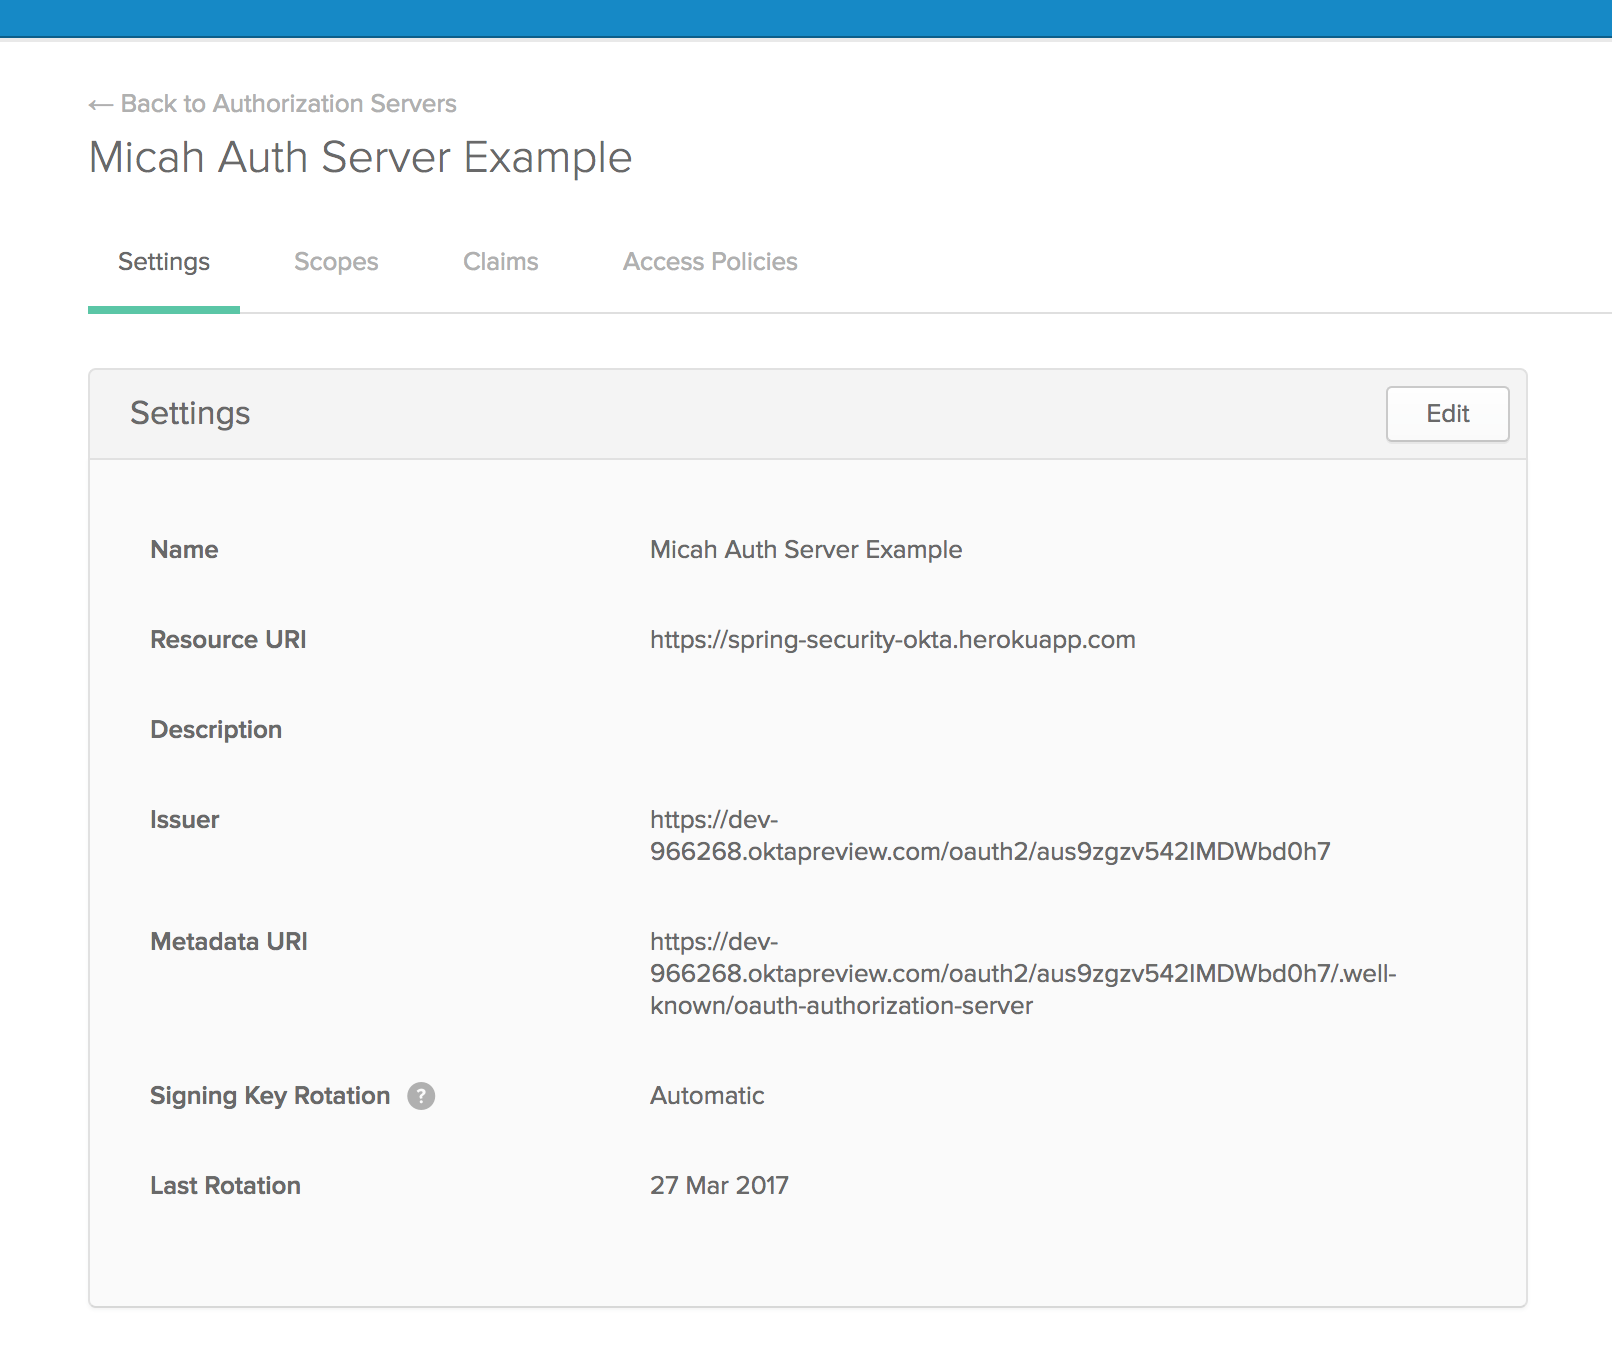 ← Back to Authorization Servers
Micah Auth Server Example
Settings Scopes Claims Access Policies
Settings Edit
Name Micah Auth Server Example
Resource URI https://spring-security-okta.herokuapp.com
Description
Issuer https://dev-
966268.oktapreview.com/oauth2/aus9zgzv542IMDWbd0h7
Metadata URI https://dev-
966268.oktapreview.com/oauth2/aus9zgzv542IMDWbd0h7/.well-
known/oauth-authorization-server
Signing Key Rotation ? Automatic
Last Rotation 27 Mar 2017